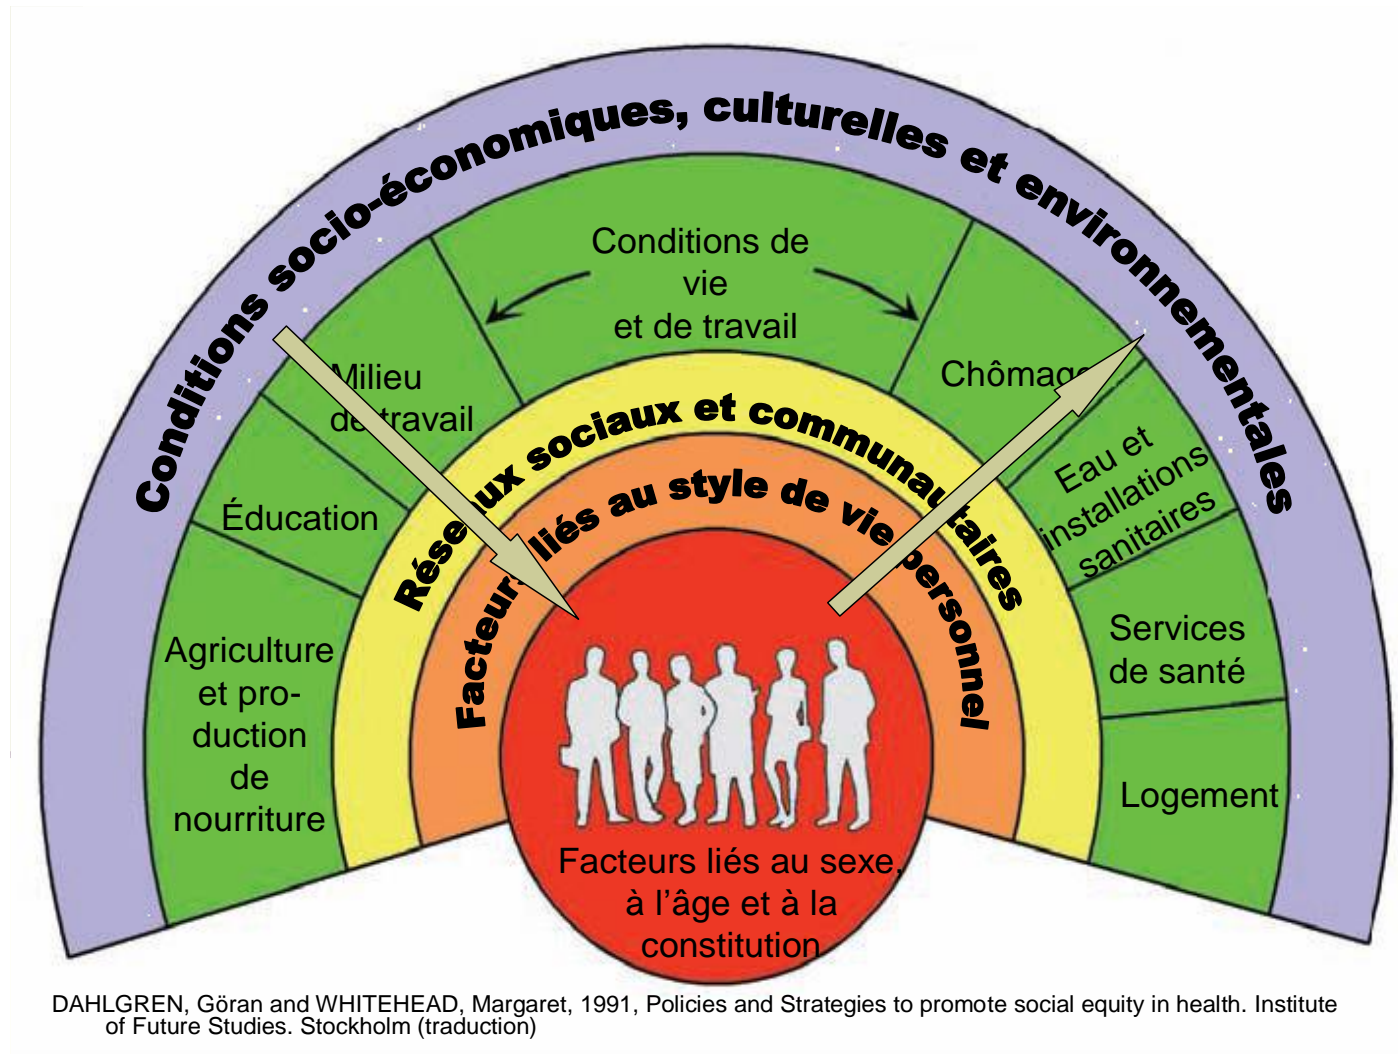 Conditions socio-économiques, culturelles et environnementales
Conditions de
vie
et de travail
Milieu
de travail
Chômage
Éducation
Eau et
installations
sanitaires
Agriculture
et pro-
duction
de
nourriture
Services
de santé
Logement
Réseaux sociaux et communautaires
Facteurs liés au style de vie personnel
Facteurs liés au sexe,
à l’âge et à la
constitution
DAHLGREN, Göran and WHITEHEAD, Margaret, 1991, Policies and Strategies to promote social equity in health. Institute
of Future Studies. Stockholm (traduction)